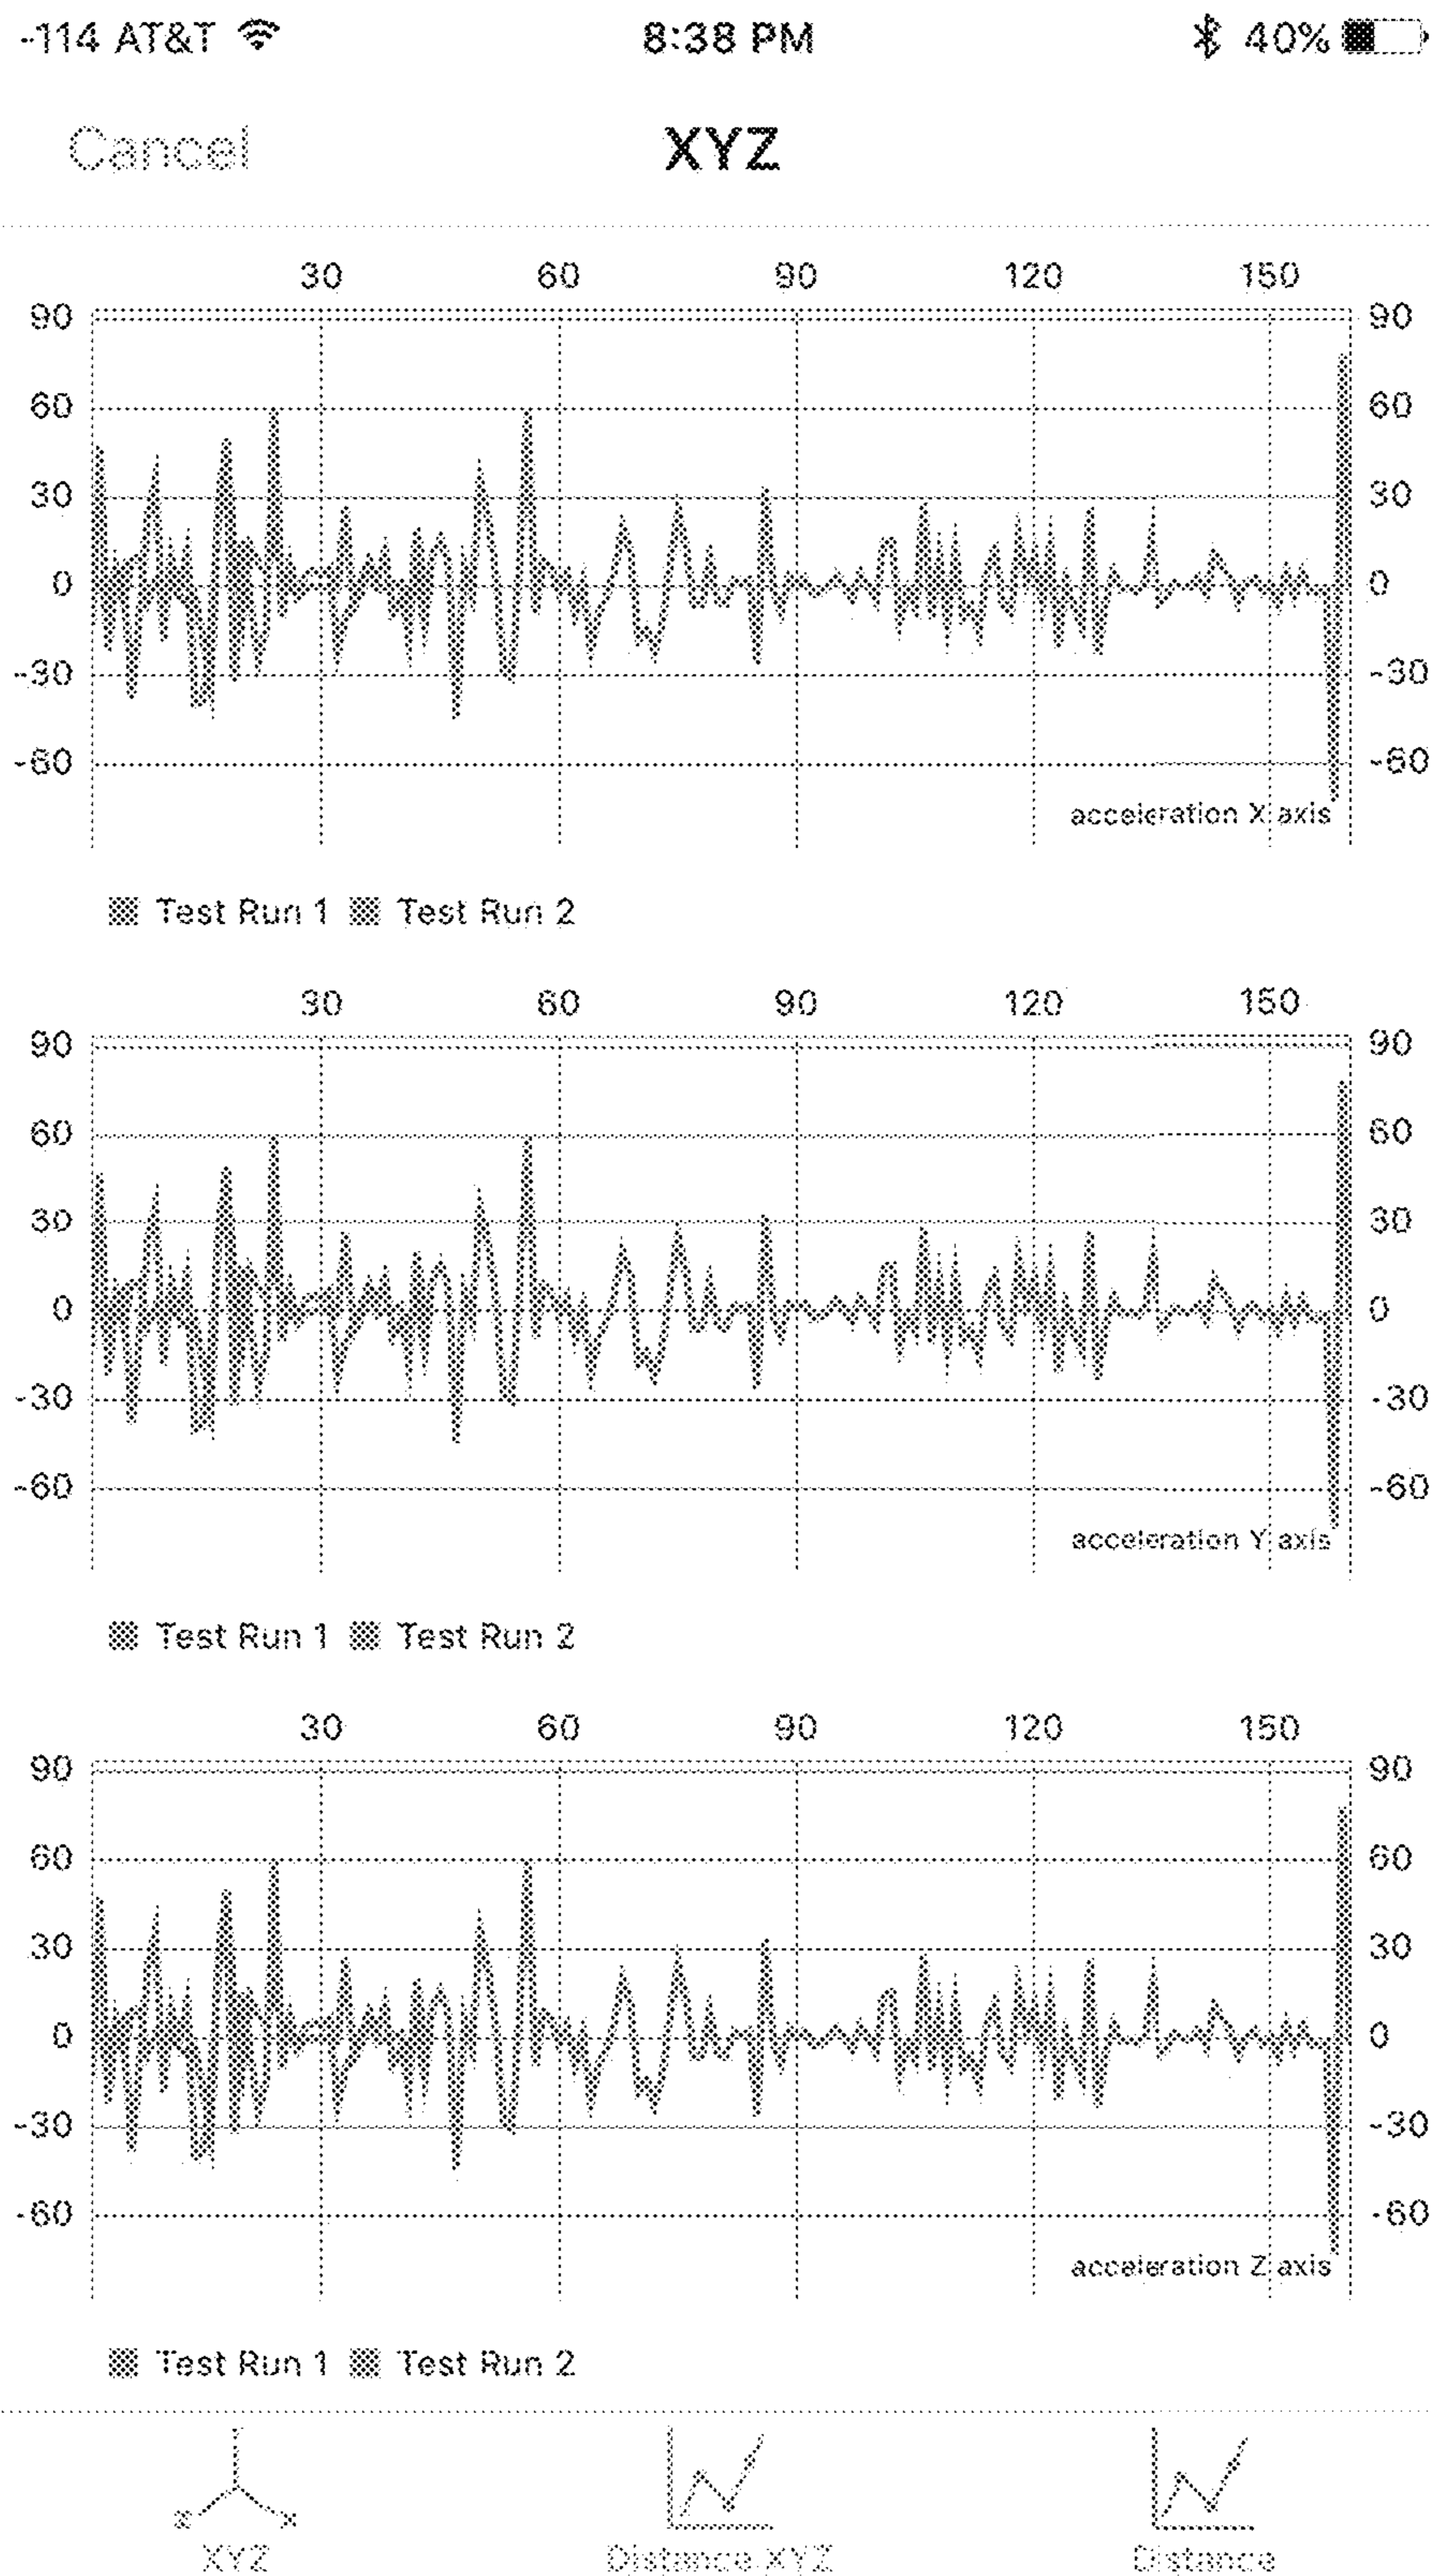 -114 AT&T 8:38 PM 40%
Cancel XYZ
30 60 90 120 150
90 90
60 60
30 30
0 0
-30 -30
-60 -60
acceleration X axis
Test Run 1 Test Run 2
30 60 90 120 150
90 90
60 60
30 30
0 0
-30 -30
-60 -60
acceleration Y axis
Test Run 1 Test Run 2
30 60 90 120 150
90 90
60 60
30 30
0 0
-30 -30
-60 -60
acceleration Z axis
Test Run 1 Test Run 2
XYZ Distance XYZ Distance